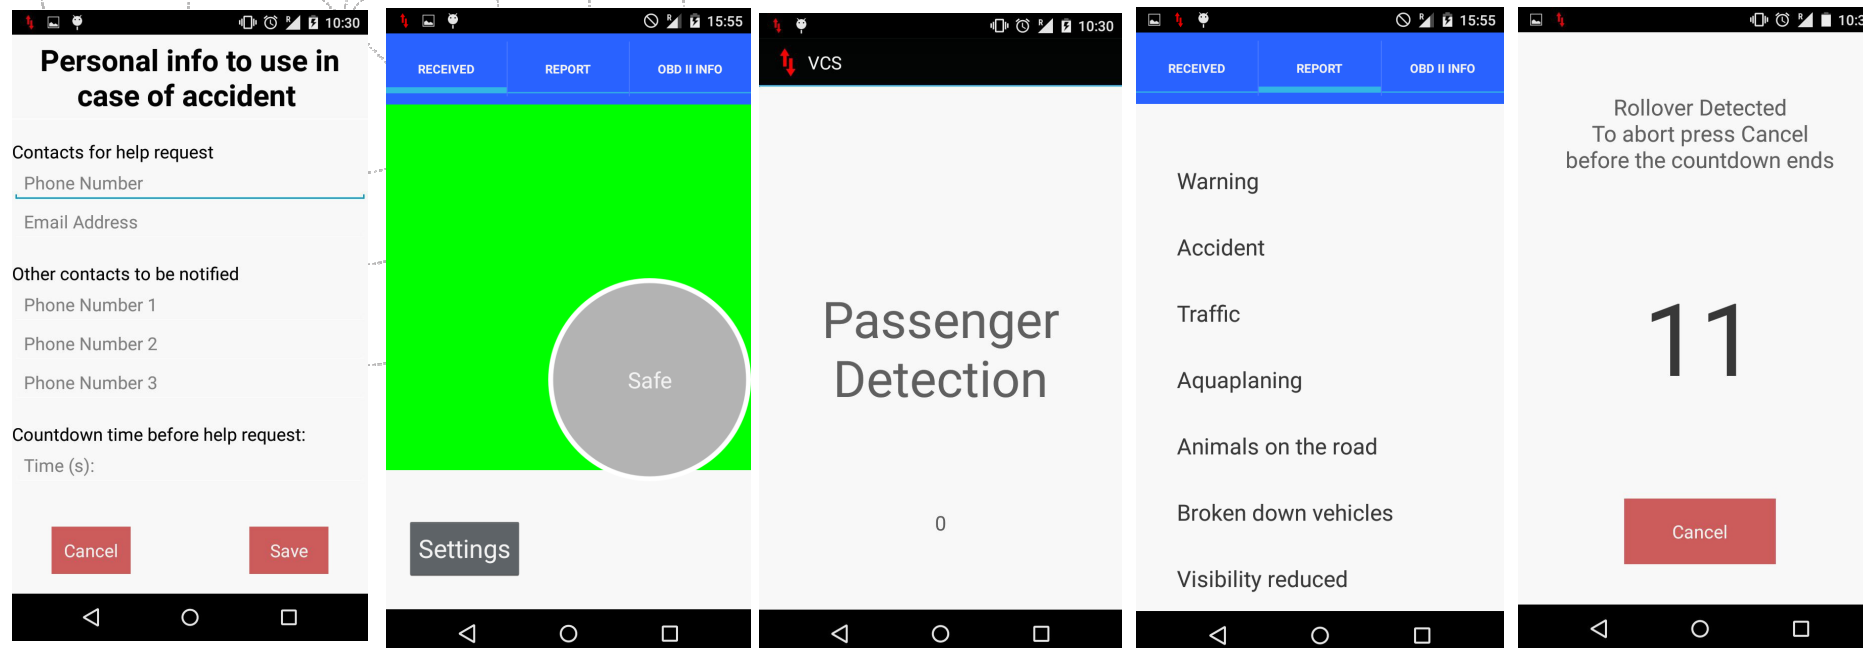 R
10:30
Personal info to use in
case of accident
Contacts for help request
Phone Number
Email Address
Other contacts to be notified
Phone Number 1
Phone Number 2
Phone Number 3
Countdown time before help request:
Time (s):
Cancel
Save
R
15:55
RECEIVED
REPORT
OBD II INFO
Safe
Settings
R
10:30
VCS
Passenger
Detection
0
R
15:55
RECEIVED
REPORT
OBD II INFO
Warning
Accident
Traffic
Aquaplaning
Animals on the road
Broken down vehicles
Visibility reduced
R
10:3
Rollover Detected
To abort press Cancel
before the countdown ends
11
Cancel